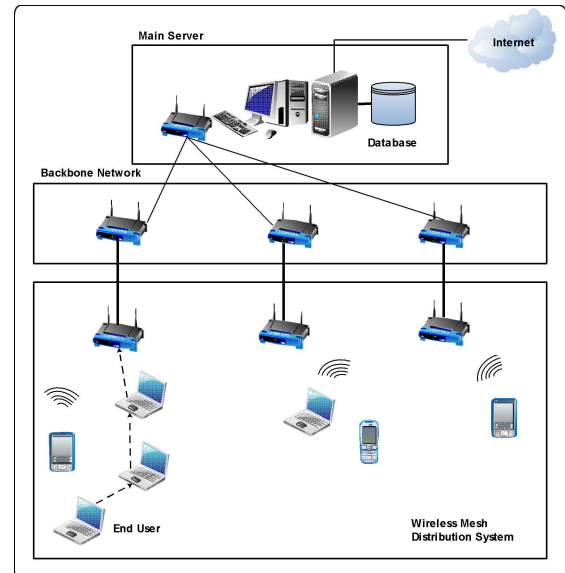 Main Server
Internet
Database
Backbone Network
End User
Wireless Mesh
Distribution System